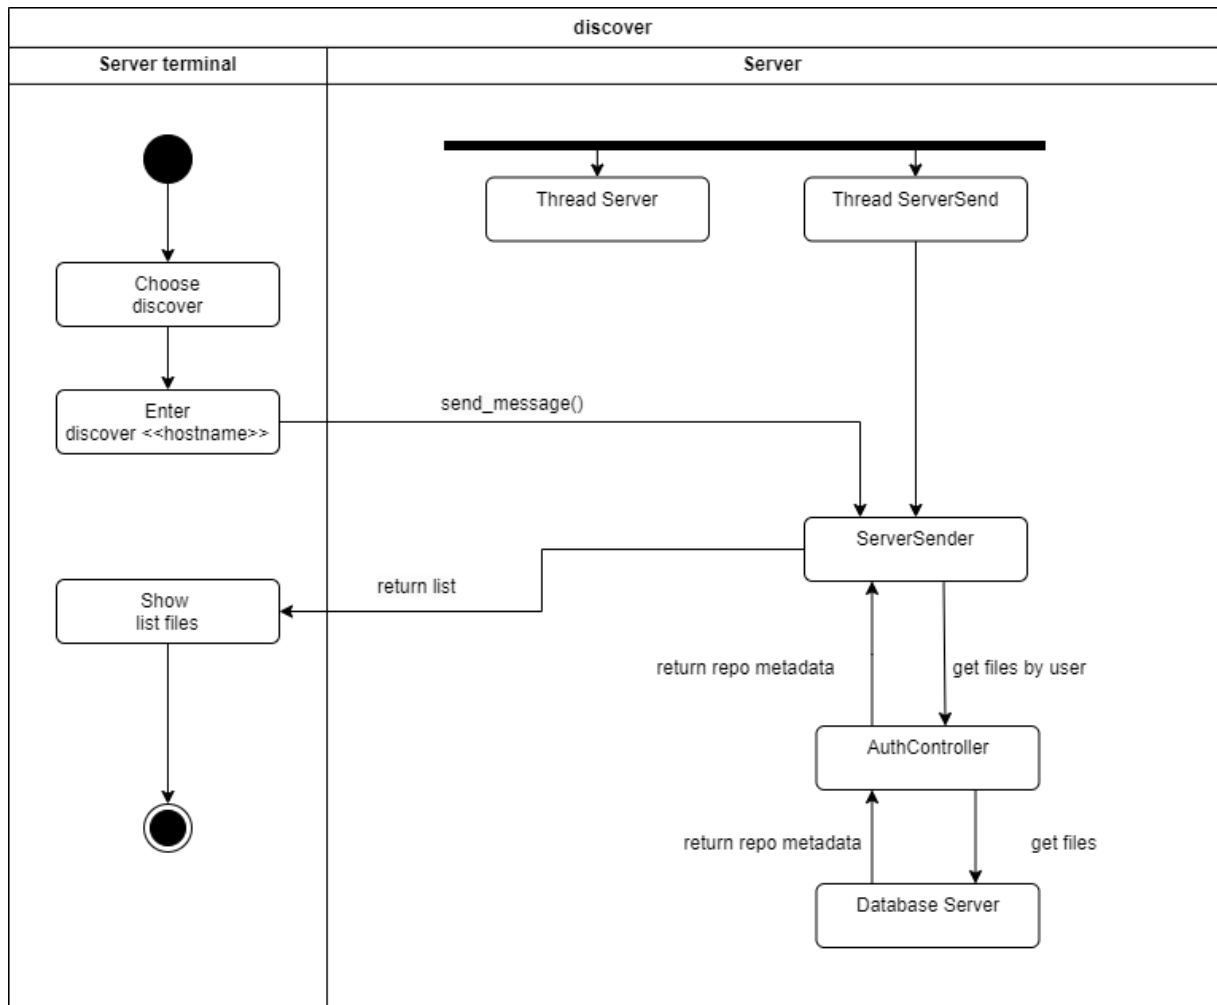 discover
Server terminal
Server
Thread Server
Thread ServerSend
Choose
discover
Enter
discover <<hostname>>
send_message()
ServerSender
return list
Show
list files
return repo metadata
get files by user
AuthController
return repo metadata
get files
Database Server